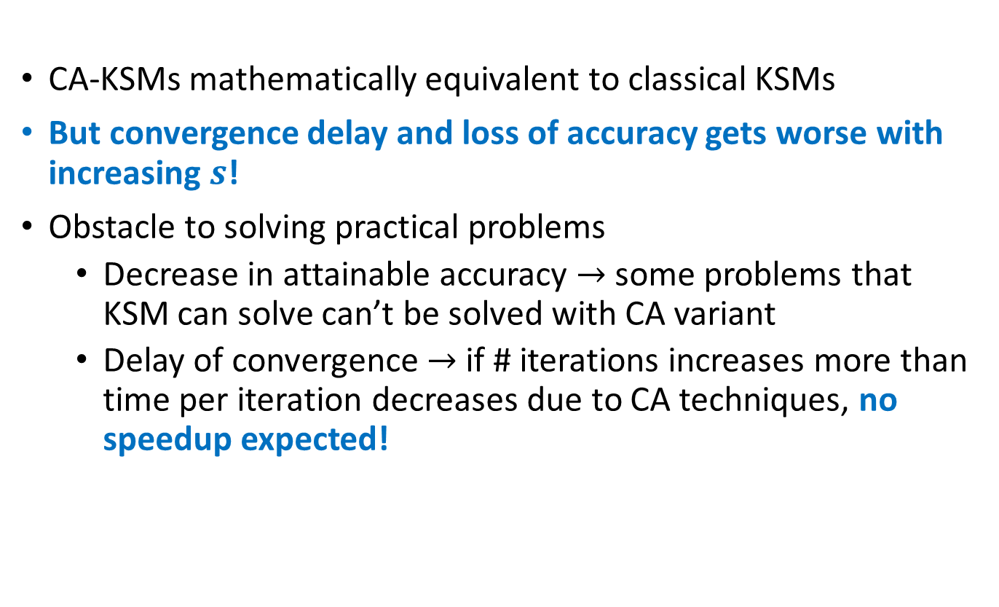 • CA-KSMs mathematically equivalent to classical KSMs
• But convergence delay and loss of accuracy gets worse with
increasing s!
• Obstacle to solving practical problems
• Decrease in attainable accuracy → some problems that
KSM can solve can’t be solved with CA variant
• Delay of convergence → if # iterations increases more than
time per iteration decreases due to CA techniques, no
speedup expected!